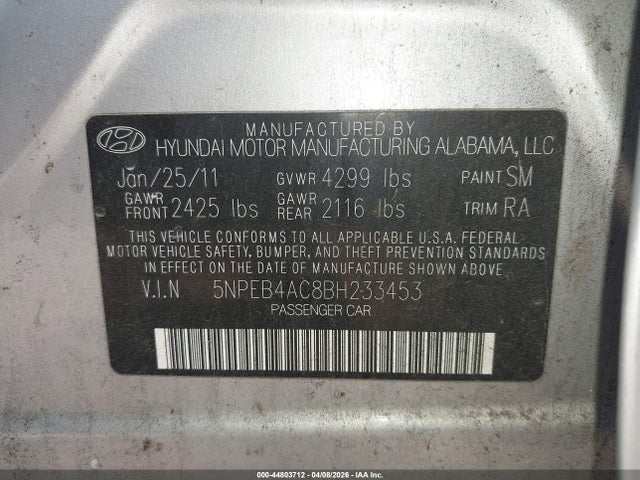 MANUFACTURED BY
HYUNDAI MOTOR MANUFACTURING ALABAMA, LLC
Jan/25/11 GVWR 4299 lbs PAINT SM
GAWR FRONT 2425 lbs GAWR REAR 2116 lbs TRIM RA
THIS VEHICLE CONFORMS TO ALL APPLICABLE U.S.A. FEDERAL
MOTOR VEHICLE SAFETY, BUMPER, AND THEFT PREVENTION STANDARDS
IN EFFECT ON THE DATE OF MANUFACTURE SHOWN ABOVE.
V.I.N 5NPEB4AC8BH233453
PASSENGER CAR
000-44803712 - 04/08/2026 - IAA Inc.